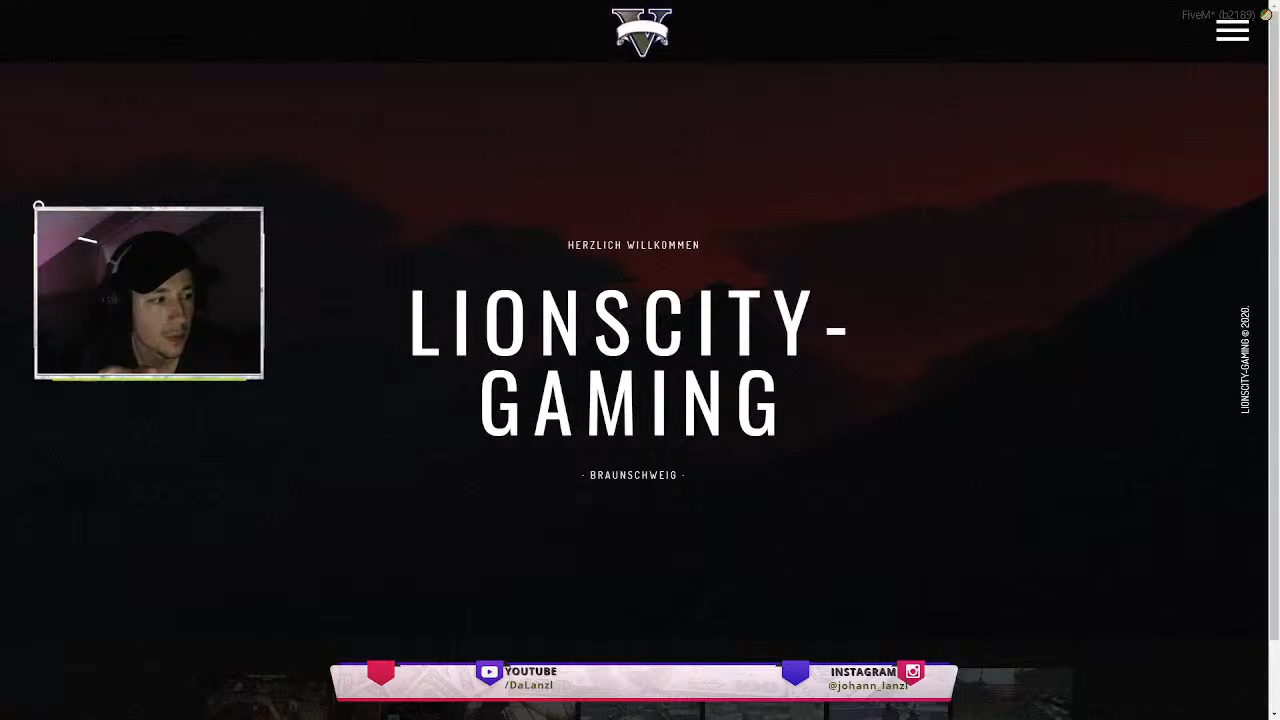 FiveM* (b2189)
V
HERZLICH WILLKOMMEN
LIONSCITY-
GAMING
- BRAUNSCHWEIG -
LIONSCITY-GAMING © 2020.
YOUTUBE
/DaLanzl
INSTAGRAM
@johann_lanzl